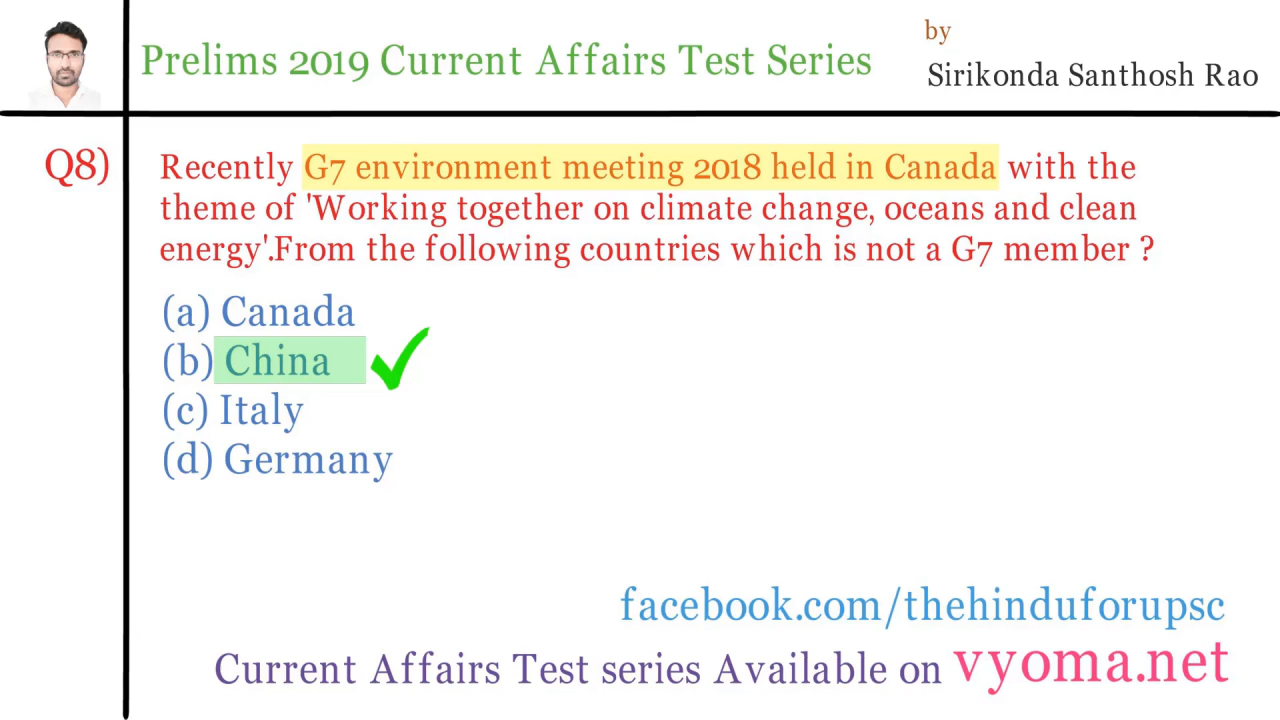 by
Prelims 2019 Current Affairs Test Series
Sirikonda Santhosh Rao
Q8)
Recently G7 environment meeting 2018 held in Canada with the
theme of 'Working together on climate change, oceans and clean
energy'.From the following countries which is not a G7 member ?
(a) Canada
(b) China
(c) Italy
(d) Germany
facebook.com/thehinduforupsc
Current Affairs Test series Available on vyoma.net